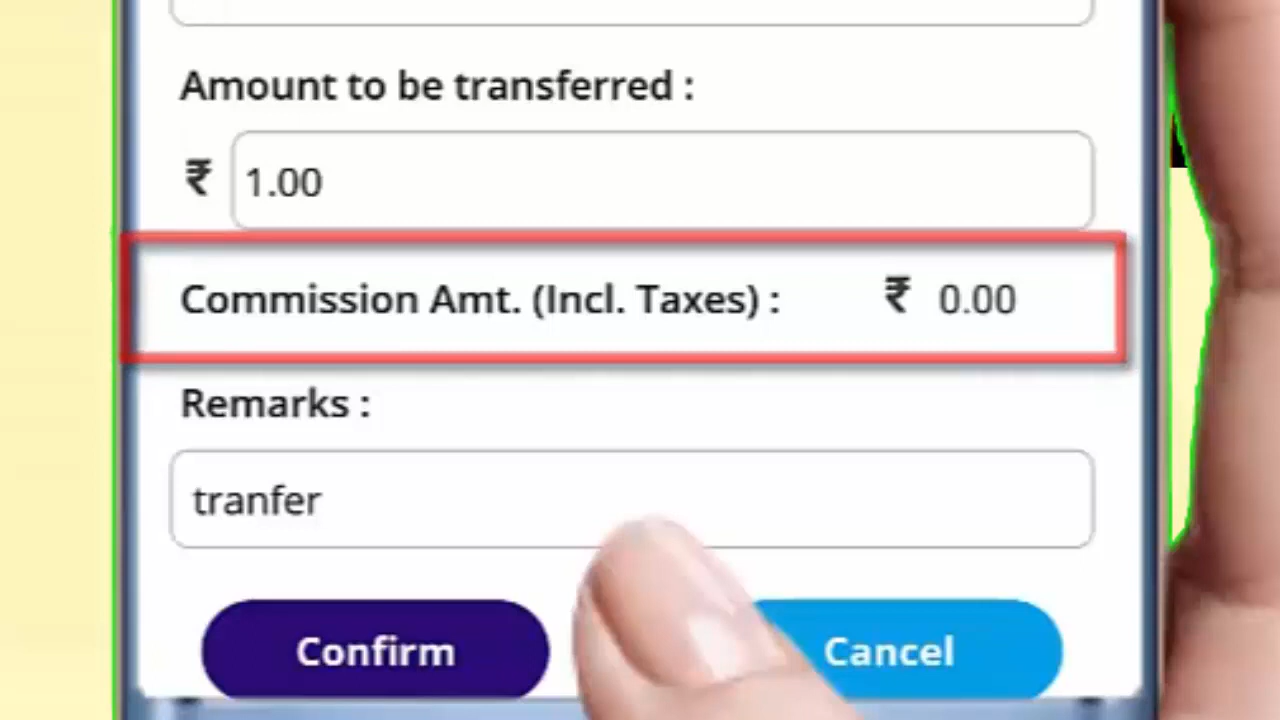 Amount to be transferred :
₹ 1.00
Commission Amt. (Incl. Taxes) : ₹ 0.00
Remarks :
tranfer
Confirm Cancel